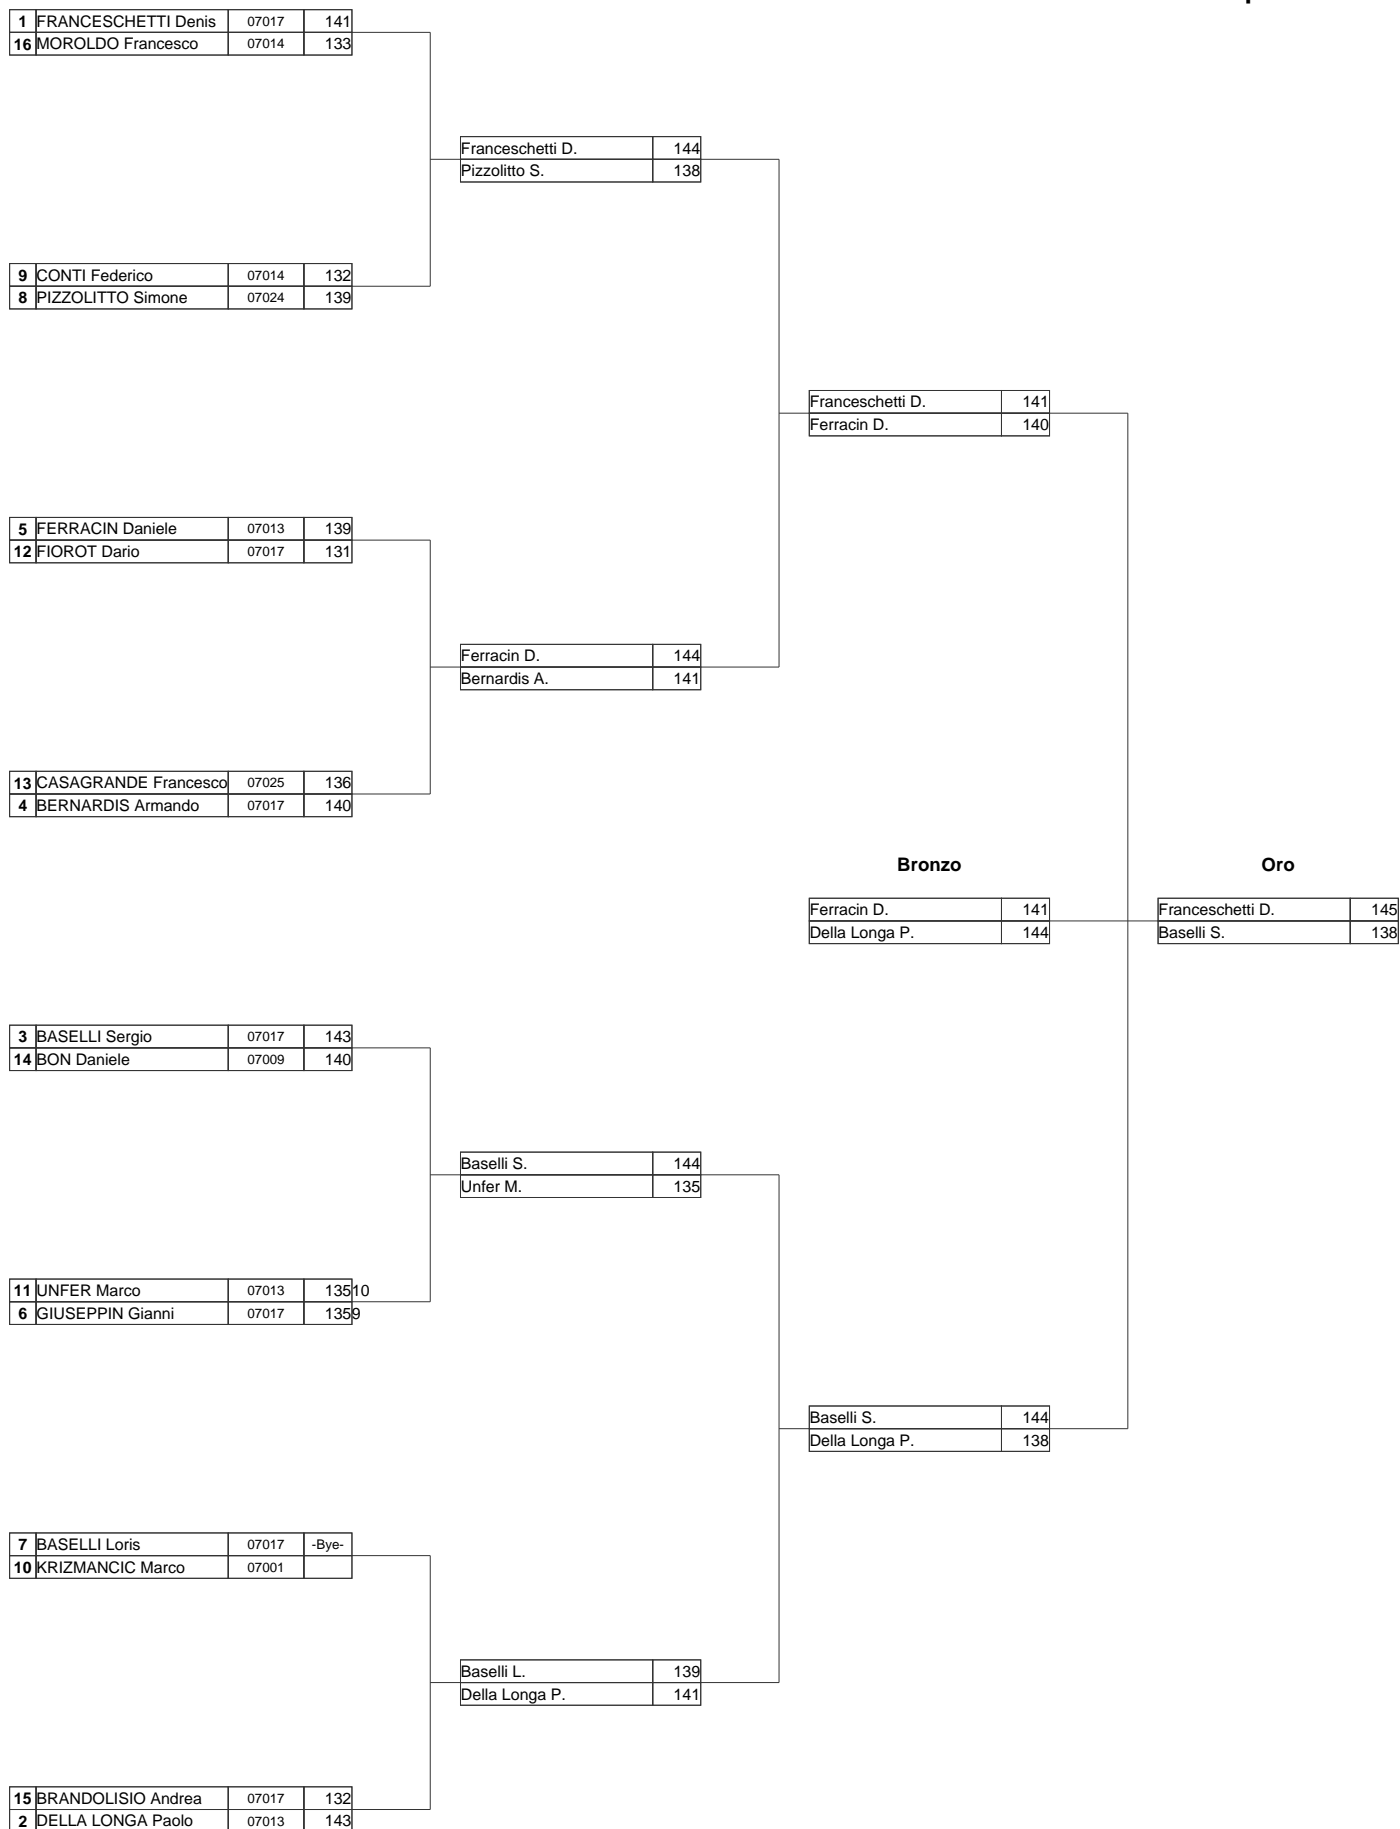 1 FRANCESCHETTI Denis 07017 141
16 MOROLDO Francesco 07014 133
Franceschetti D. 144
Pizzolitto S. 138
9 CONTI Federico 07014 132
8 PIZZOLITTO Simone 07024 139
Franceschetti D. 141
Ferracin D. 140
5 FERRACIN Daniele 07013 139
12 FIOROT Dario 07017 131
Ferracin D. 144
Bernardis A. 141
13 CASAGRANDE Francesco 07025 136
4 BERNARDIS Armando 07017 140
Bronzo Oro
Ferracin D. 141 Franceschetti D. 145
Della Longa P. 144 Baselli S. 138
3 BASELLI Sergio 07017 143
14 BON Daniele 07009 140
Baselli S. 144
Unfer M. 135
11 UNFER Marco 07013 13510
6 GIUSEPPIN Gianni 07017 1359
Baselli S. 144
Della Longa P. 138
7 BASELLI Loris 07017 -Bye-
10 KRIZMANCIC Marco 07001
Baselli L. 139
Della Longa P. 141
15 BRANDOLISIO Andrea 07017 132
2 DELLA LONGA Paolo 07013 143